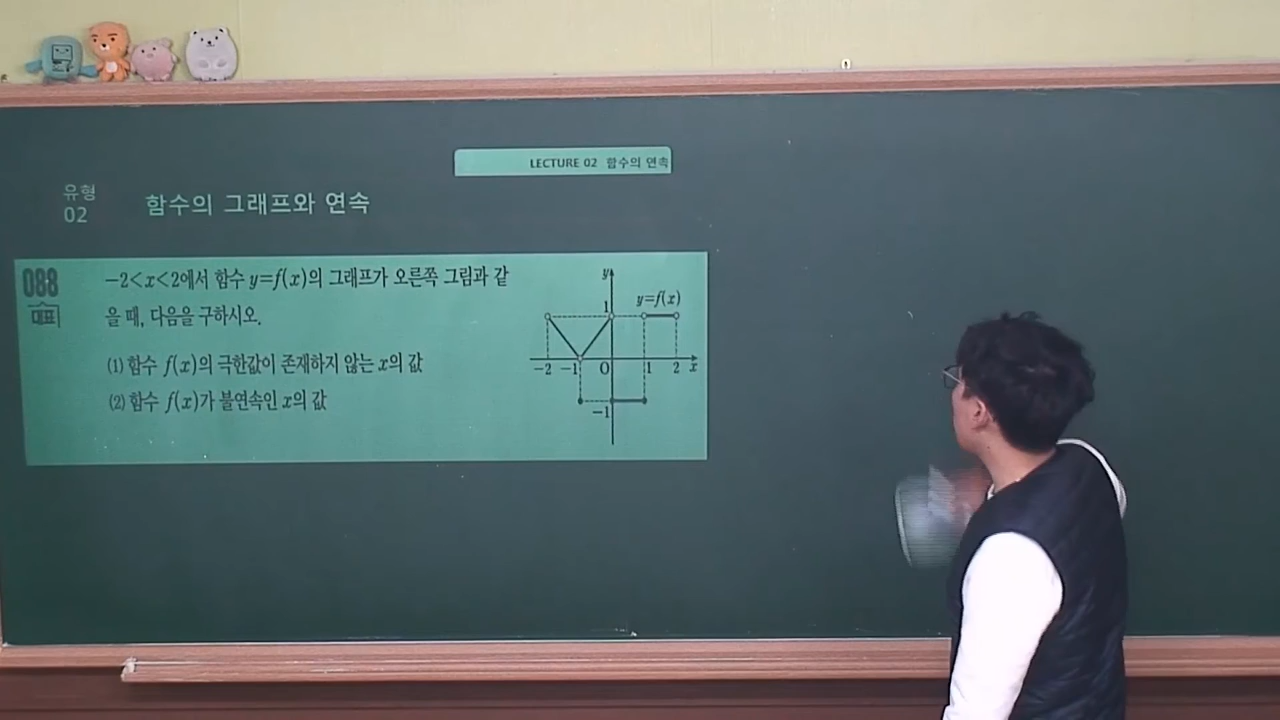 LECTURE 02 함수의 연속
유형
02
함수의 그래프와 연속
088
대표
-2<x<2에서 함수 y=f(x)의 그래프가 오른쪽 그림과 같
을 때, 다음을 구하시오.
(1) 함수 f(x)의 극한값이 존재하지 않는 x의 값
(2) 함수 f(x)가 불연속인 x의 값
y
y=f(x)
1
-2 -1 O 1 2 x
-1